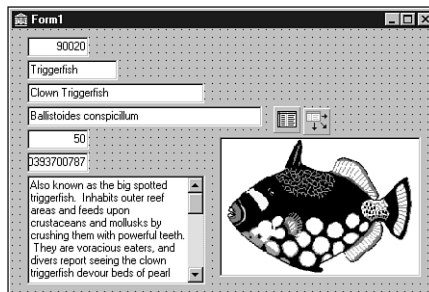 Form1
90020
Triggerfish
Clown Triggerfish
Ballistoides conspicillum
50
0393700787
Also known as the big spotted
triggerfish.  Inhabits outer reef
areas and feeds upon
crustaceans and mollusks by
crushing them with powerful teeth.
They are voracious eaters, and
divers report seeing the clown
triggerfish devour beds of pearl